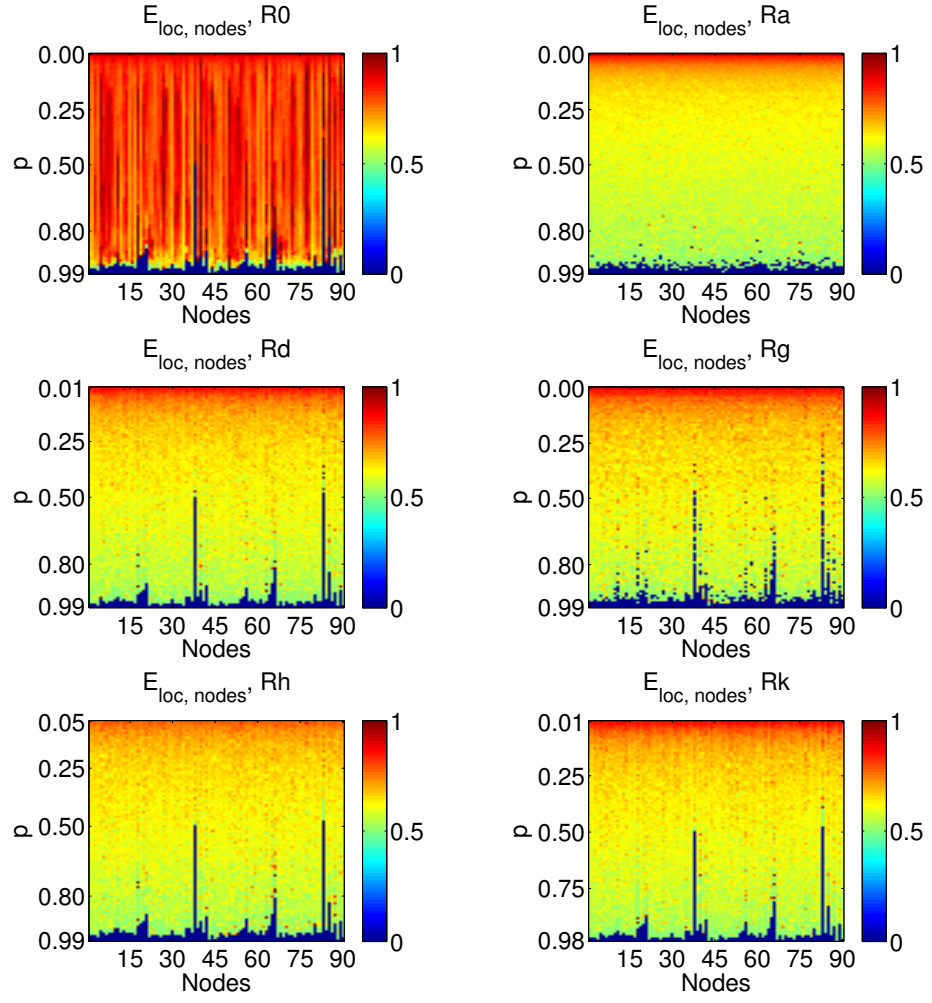 E_loc, nodes, R0
0.00
0.25
0.50
0.80
0.99
p
15 30 45 60 75 90
Nodes
1
0.5
0
E_loc, nodes, Ra
0.00
0.25
0.50
0.80
0.99
p
15 30 45 60 75 90
Nodes
1
0.5
0
E_loc, nodes, Rd
0.01
0.25
0.50
0.80
0.99
p
15 30 45 60 75 90
Nodes
1
0.5
0
E_loc, nodes, Rg
0.00
0.25
0.50
0.80
0.99
p
15 30 45 60 75 90
Nodes
1
0.5
0
E_loc, nodes, Rh
0.05
0.25
0.50
0.80
0.99
p
15 30 45 60 75 90
Nodes
1
0.5
0
E_loc, nodes, Rk
0.01
0.25
0.50
0.75
0.98
p
15 30 45 60 75 90
Nodes
1
0.5
0